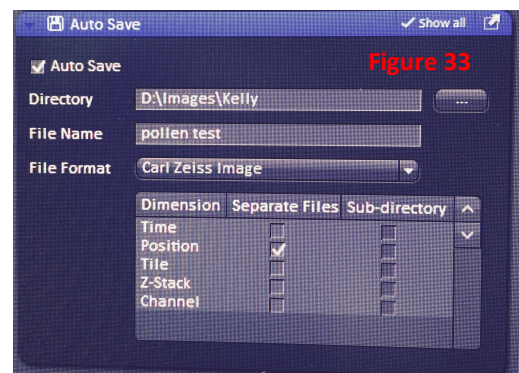 Auto Save Show all
Figure 33
Auto Save
Directory D:\Images\Kelly ...
File Name pollen test
File Format Carl Zeiss Image
Dimension Separate Files Sub-directory
Time
Position
Tile
Z-Stack
Channel